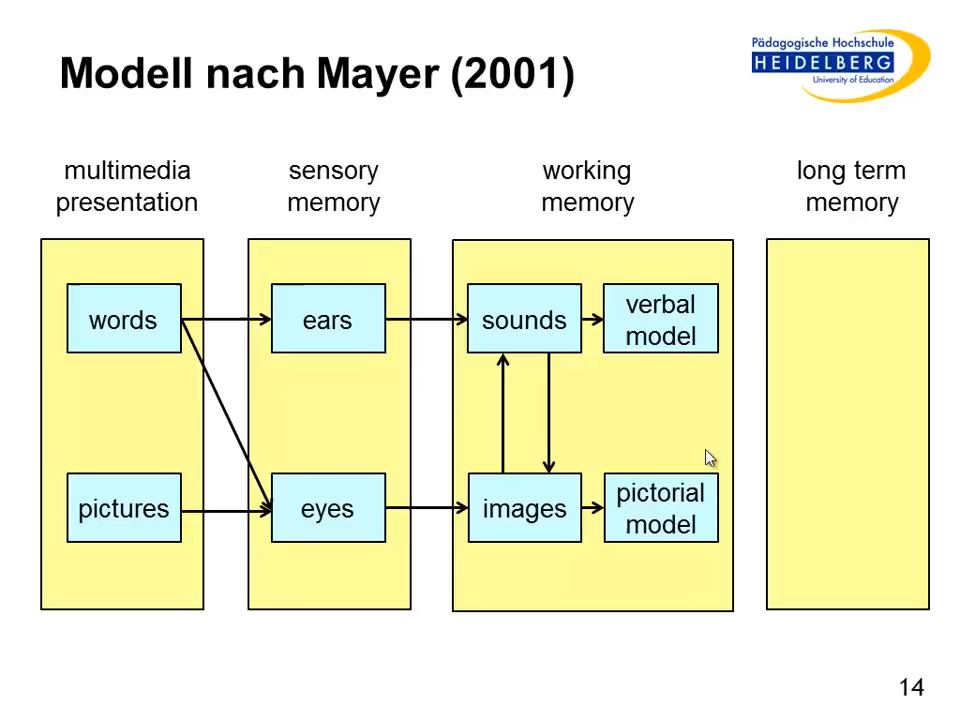 Modell nach Mayer (2001)
Pädagogische Hochschule
HEIDELBERG
University of Education
multimedia
presentation
sensory
memory
working
memory
long term
memory
words
ears
sounds
verbal
model
pictures
eyes
images
pictorial
model
14